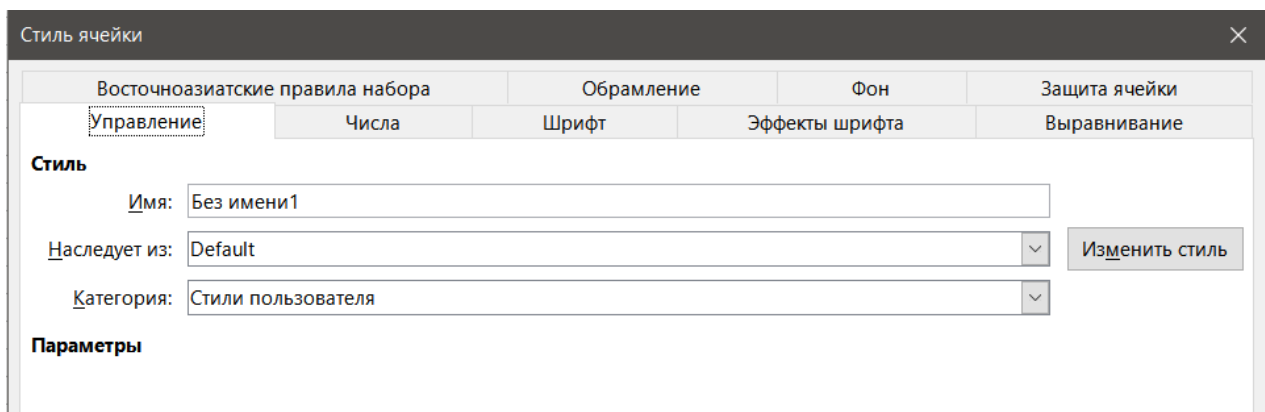 Стиль ячейки
Восточноазиатские правила набора Обрамление Фон Защита ячейки
Управление Числа Шрифт Эффекты шрифта Выравнивание
Стиль
Имя: Без имени1
Наследует из: Default Изменить стиль
Категория: Стили пользователя
Параметры